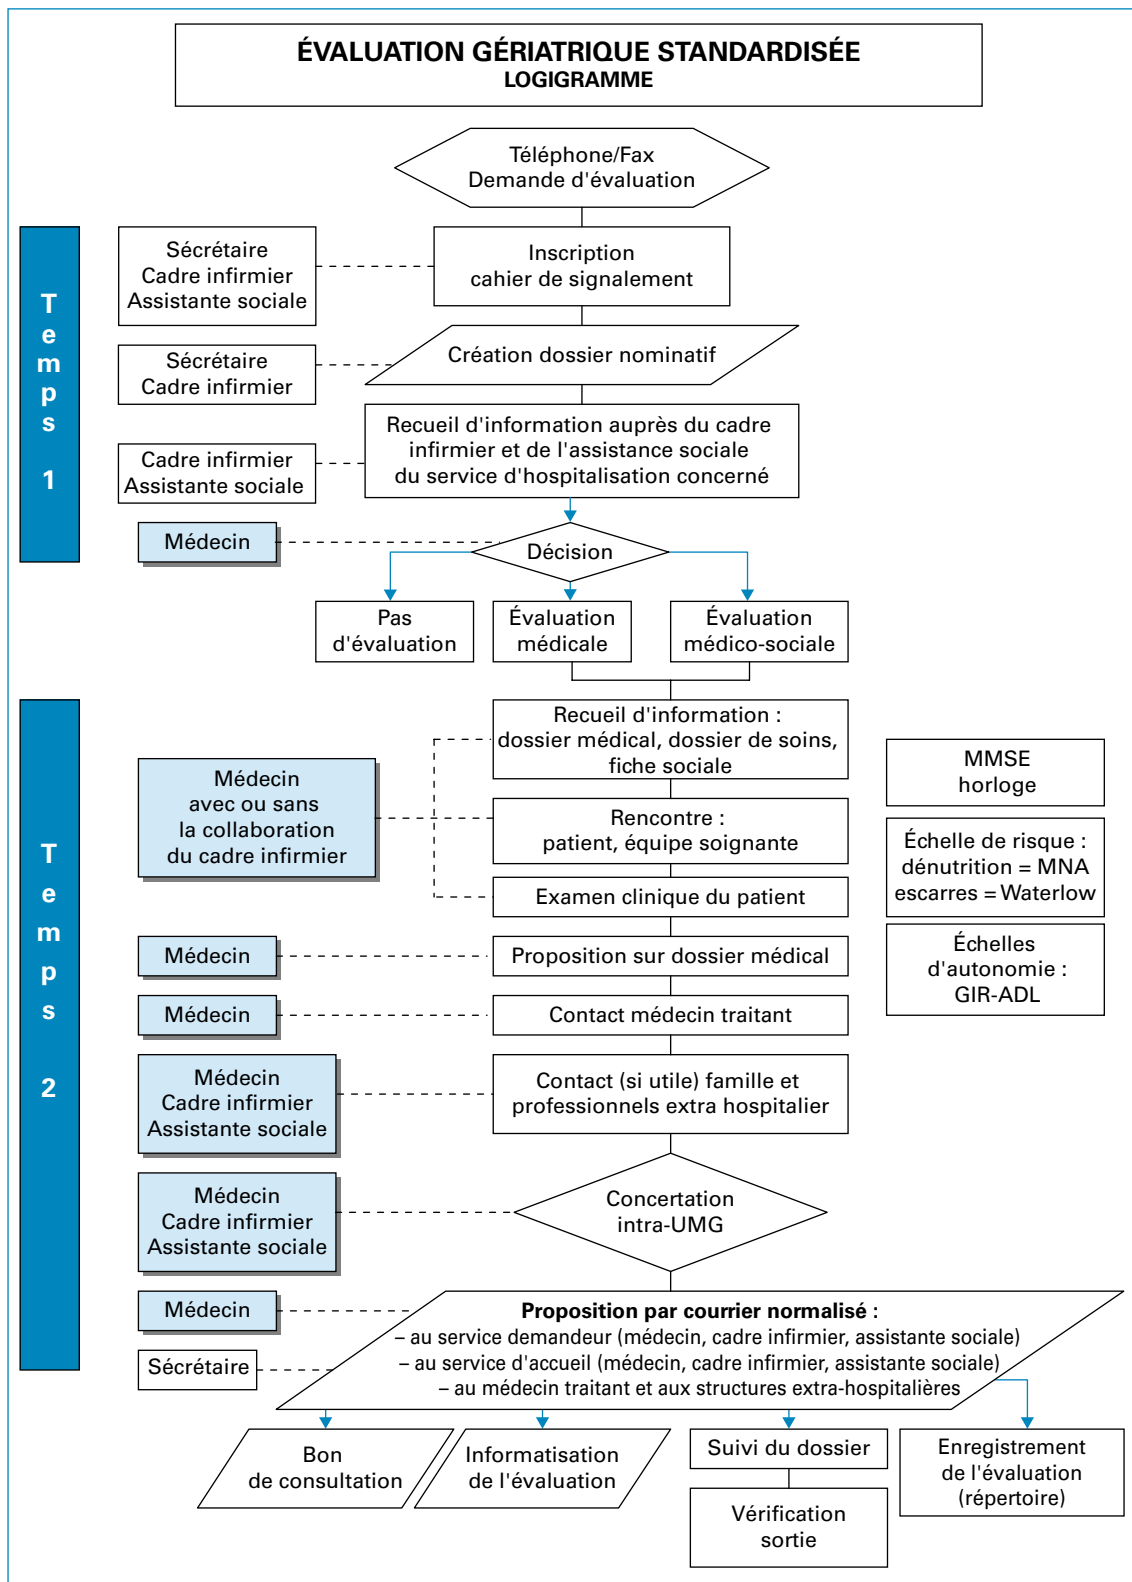 ÉVALUATION GÉRIATRIQUE STANDARDISÉE
LOGIGRAMME
Téléphone/Fax
Demande d'évaluation
Temps 1
Sécrétaire
Cadre infirmier
Assistante sociale
Inscription
cahier de signalement
Sécrétaire
Cadre infirmier
Création dossier nominatif
Cadre infirmier
Assistante sociale
Recueil d'information auprès du cadre
infirmier et de l'assistance sociale
du service d'hospitalisation concerné
Médecin
Décision
Pas
d'évaluation
Évaluation
médicale
Évaluation
médico-sociale
Temps 2
Médecin
avec ou sans
la collaboration
du cadre infirmier
Recueil d'information :
dossier médical, dossier de soins,
fiche sociale
Rencontre :
patient, équipe soignante
Examen clinique du patient
MMSE
horloge
Échelle de risque :
dénutrition = MNA
escarres = Waterlow
Échelles
d'autonomie :
GIR-ADL
Médecin
Proposition sur dossier médical
Médecin
Contact médecin traitant
Médecin
Cadre infirmier
Assistante sociale
Contact (si utile) famille et
professionnels extra hospitalier
Médecin
Cadre infirmier
Assistante sociale
Concertation
intra-UMG
Médecin
Sécrétaire
Proposition par courrier normalisé :
– au service demandeur (médecin, cadre infirmier, assistante sociale)
– au service d'accueil (médecin, cadre infirmier, assistante sociale)
– au médecin traitant et aux structures extra-hospitalières
Bon
de consultation
Informatisation
de l'évaluation
Suivi du dossier
Vérification
sortie
Enregistrement
de l'évaluation
(répertoire)